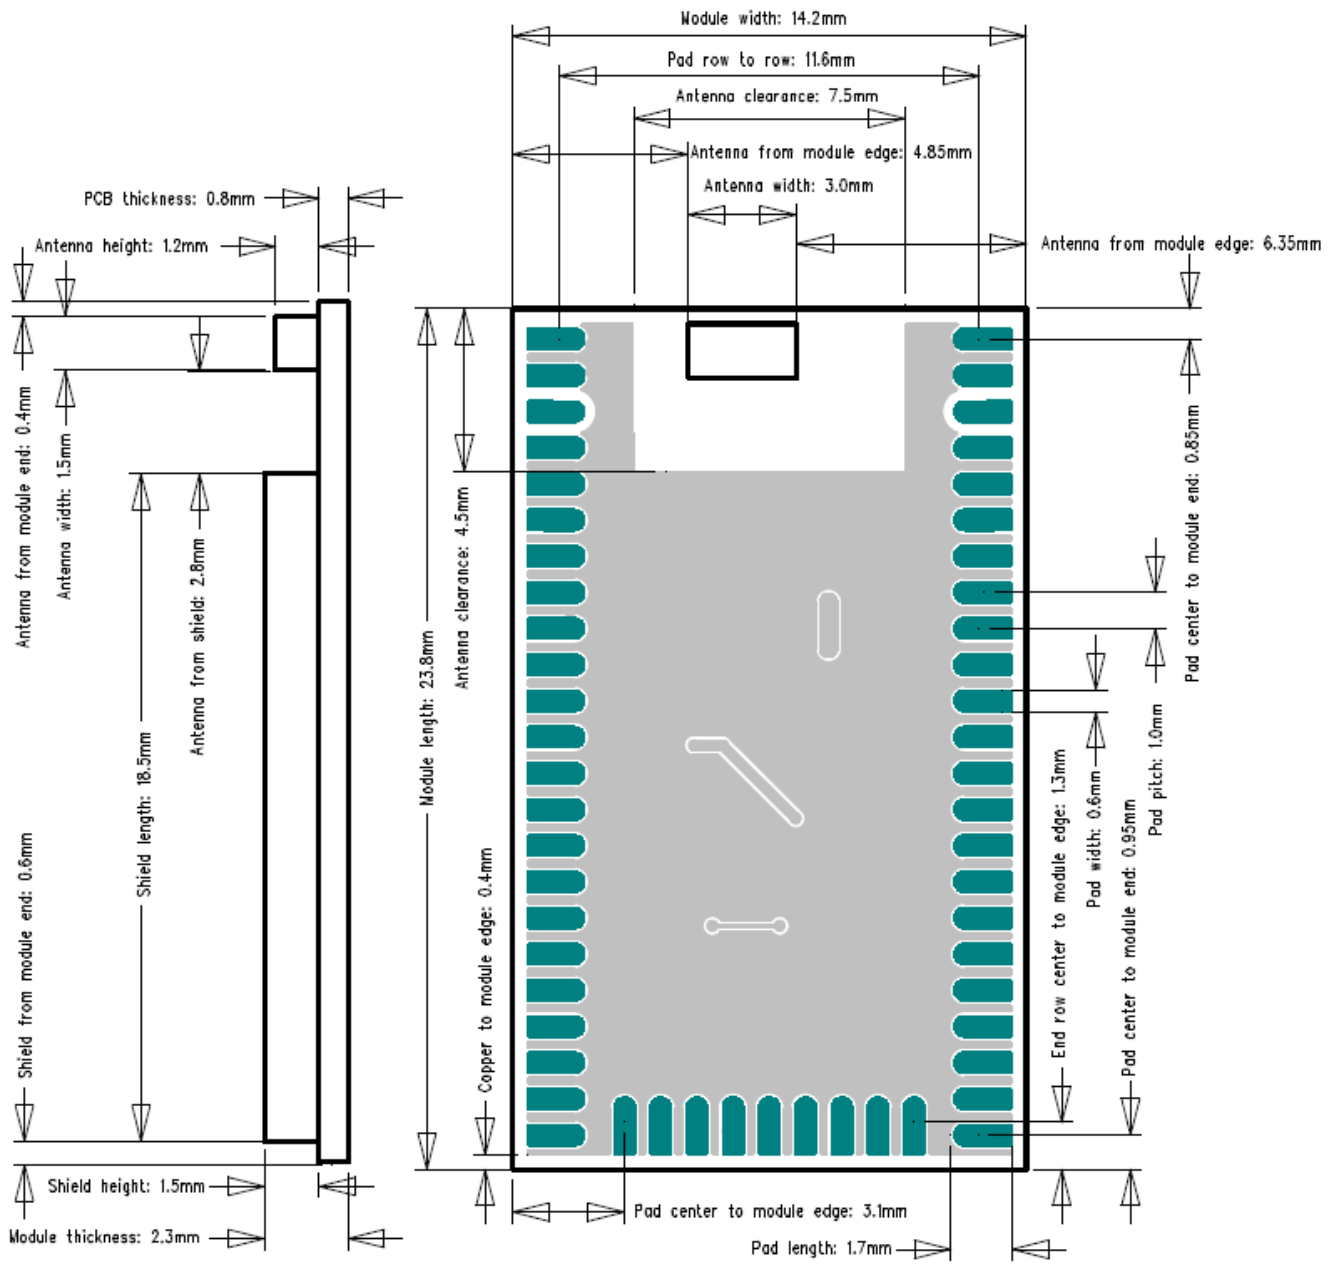 Module width: 14.2mm
Pad row to row: 11.6mm
Antenna clearance: 7.5mm
Antenna from module edge: 4.85mm
Antenna width: 3.0mm
PCB thickness: 0.8mm
Antenna height: 1.2mm
Antenna from module edge: 6.35mm
Antenna from module end: 0.4mm
Antenna width: 1.5mm
Antenna from shield: 2.8mm
Shield length: 18.5mm
Shield from module end: 0.6mm
Module length: 23.8mm
Antenna clearance: 4.5mm
Copper to module edge: 0.4mm
Pad center to module end: 0.85mm
Pad pitch: 1.0mm
Pad width: 0.6mm
End row center to module edge: 1.3mm
Pad center to module end: 0.95mm
Shield height: 1.5mm
Module thickness: 2.3mm
Pad center to module edge: 3.1mm
Pad length: 1.7mm